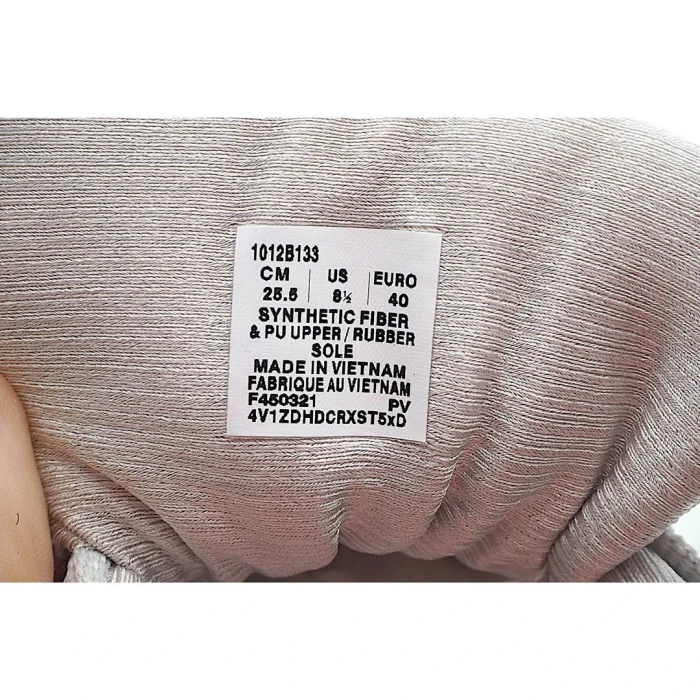 1012B133
CM | US | EURO
25.5 | 8½ | 40
SYNTHETIC FIBER
& PU UPPER / RUBBER
SOLE
MADE IN VIETNAM
FABRIQUE AU VIETNAM
F450321 PV
4V1ZDHDCRXST5xD